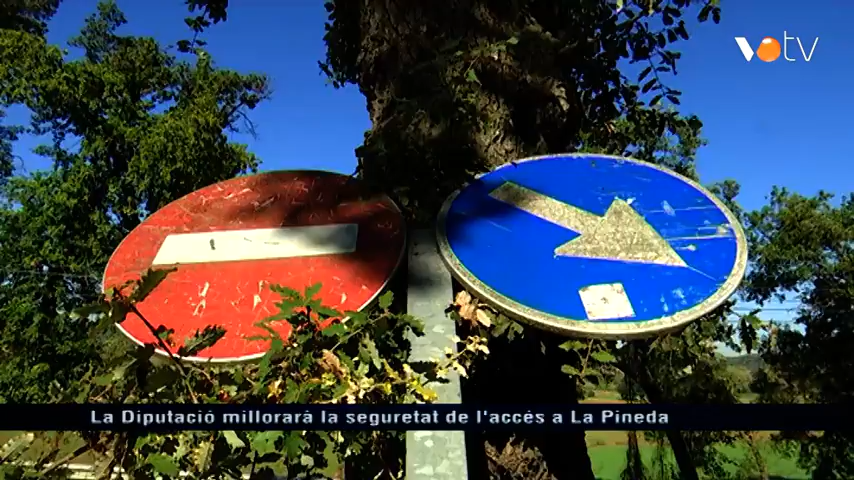 votv
La Diputació millorarà la seguretat de l'accés a La Pineda